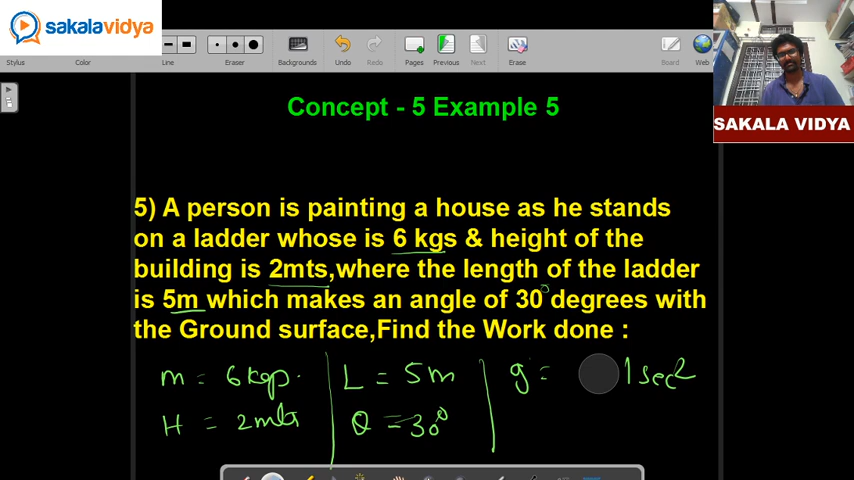 sakalavidya
Stylus Color Line Eraser Backgrounds Undo Redo Pages Previous Next Erase Board Web
SAKALA VIDYA
Concept - 5 Example 5
5) A person is painting a house as he stands
on a ladder whose is 6 kgs & height of the
building is 2mts,where the length of the ladder
is 5m which makes an angle of 30° degrees with
the Ground surface,Find the Work done :
m = 6kgs. L = 5m g = 1sec²
H = 2mts θ = 30°